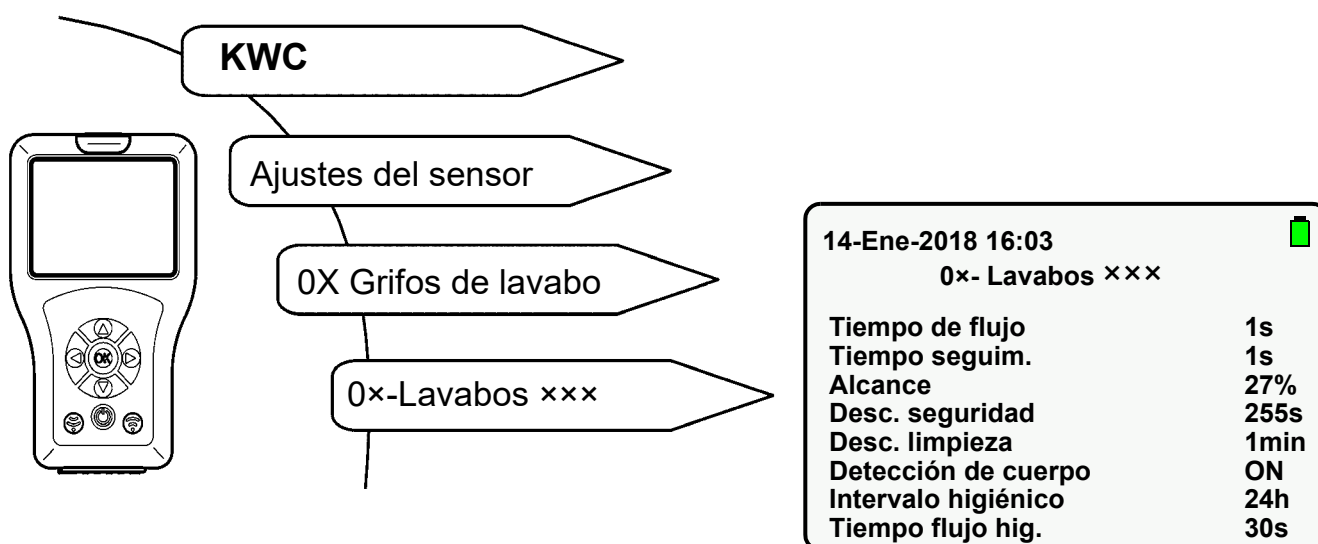 KWC
Ajustes del sensor
0X Grifos de lavabo
0×-Lavabos ×××
OK
14-Ene-2018 16:03
0×- Lavabos ×××
Tiempo de flujo 1s
Tiempo seguim. 1s
Alcance 27%
Desc. seguridad 255s
Desc. limpieza 1min
Detección de cuerpo ON
Intervalo higiénico 24h
Tiempo flujo hig. 30s